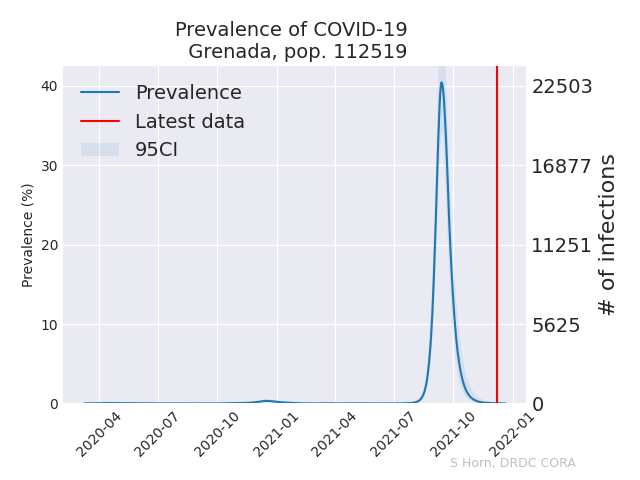 Prevalence of COVID-19
Grenada, pop. 112519
Prevalence
Latest data
95CI
Prevalence (%)
40
30
20
10
0
22503
16877
11251
5625
0
# of infections
2020-04
2020-07
2020-10
2021-01
2021-04
2021-07
2021-10
2022-01
S Horn, DRDC CORA